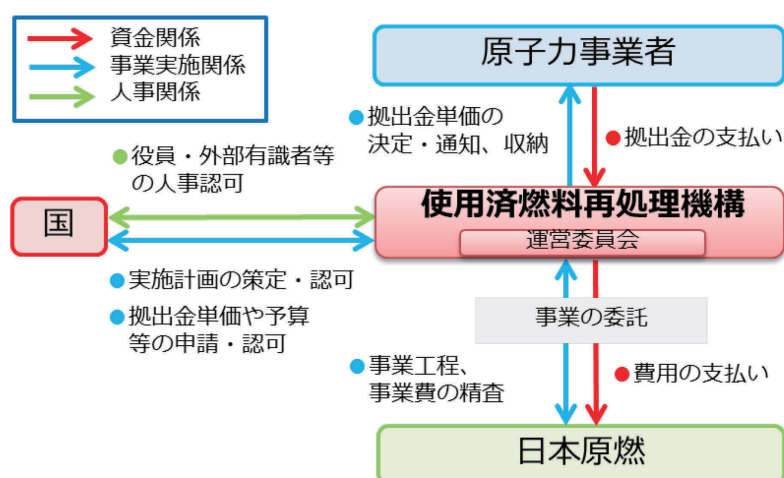 資金関係
事業実施関係
人事関係
原子力事業者
●拠出金単価の
決定・通知、収納
●拠出金の支払い
●役員・外部有識者等
の人事認可
国
使用済燃料再処理機構
運営委員会
●実施計画の策定・認可
●拠出金単価や予算
等の申請・認可
事業の委託
●事業工程、
事業費の精査
●費用の支払い
日本原燃